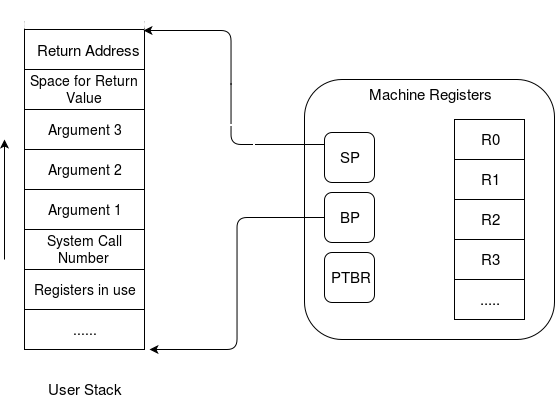 Return Address
Space for Return
Value
Argument 3
Argument 2
Argument 1
System Call
Number
Registers in use
......
User Stack
Machine Registers
SP
BP
PTBR
R0
R1
R2
R3
.....